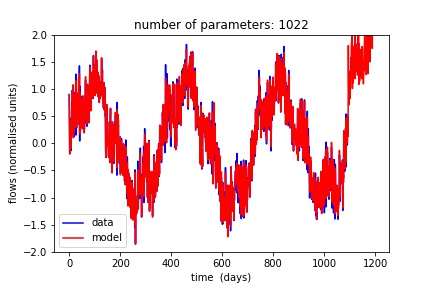 number of parameters: 1022
flows (normalised units)
2.0
1.5
1.0
0.5
0.0
−0.5
−1.0
−1.5
−2.0
data
model
0 200 400 600 800 1000 1200
time (days)